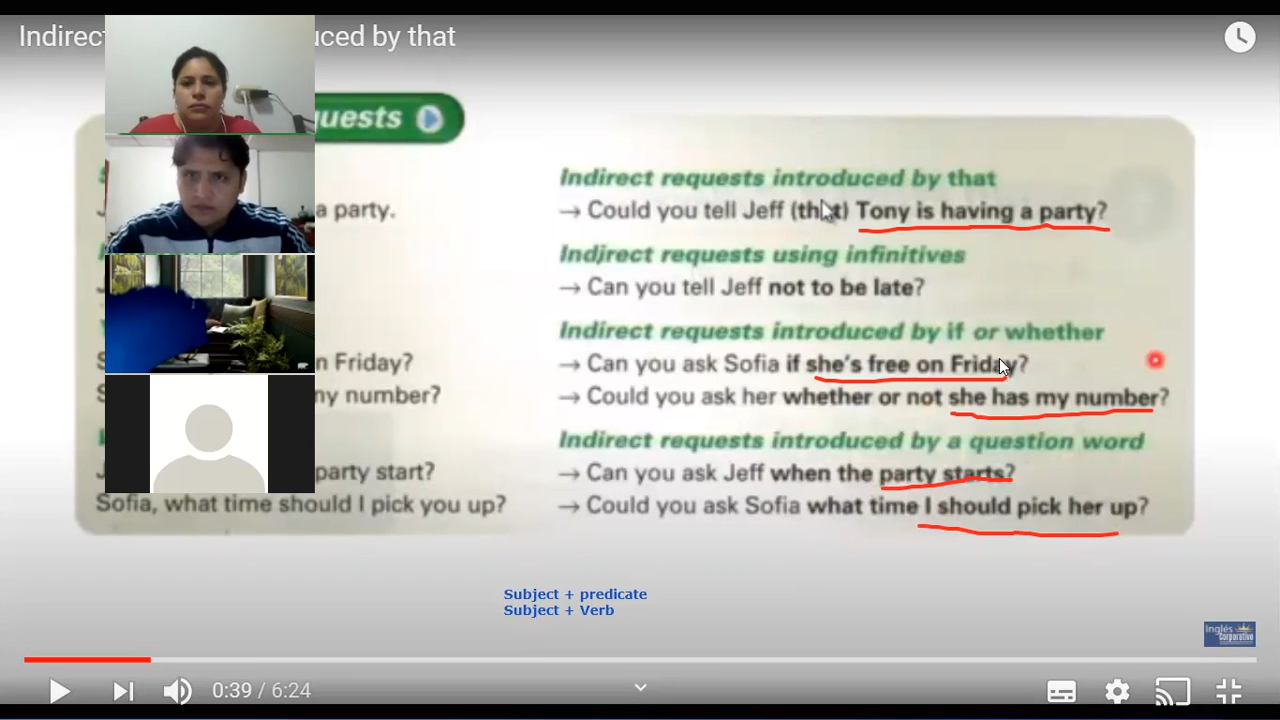 Indirect uced by that
uests
Indirect requests introduced by that
a party.
→ Could you tell Jeff (that) Tony is having a party?
Indirect requests using infinitives
→ Can you tell Jeff not to be late?
Indirect requests introduced by if or whether
n Friday?
→ Can you ask Sofia if she's free on Friday?
my number?
→ Could you ask her whether or not she has my number?
Indirect requests introduced by a question word
party start?
→ Can you ask Jeff when the party starts?
Sofia, what time should I pick you up?
→ Could you ask Sofia what time I should pick her up?
Subject + predicate
Subject + Verb
inglés
Corporativo
0:39 / 6:24